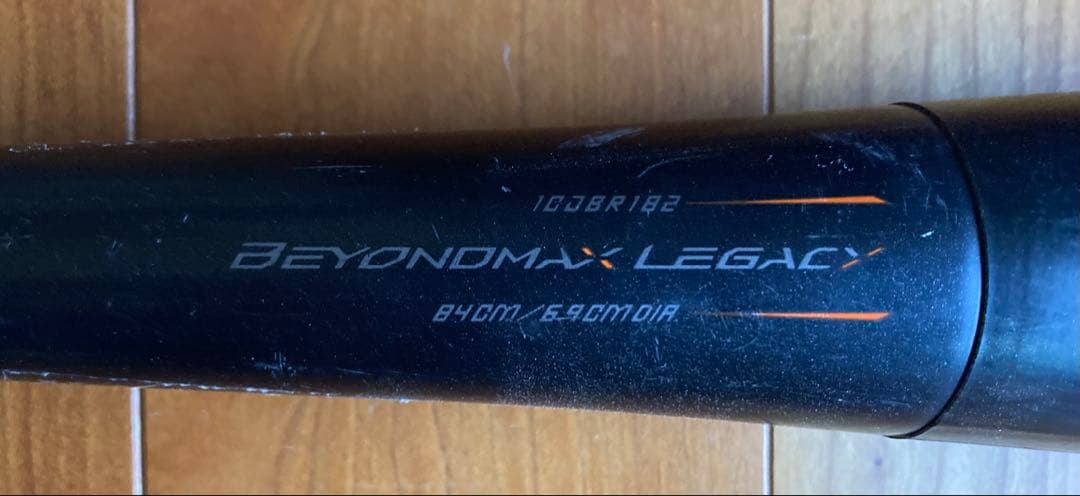 1CJBR182
BEYONDMAX LEGACY
84CM/6.9CM DIA